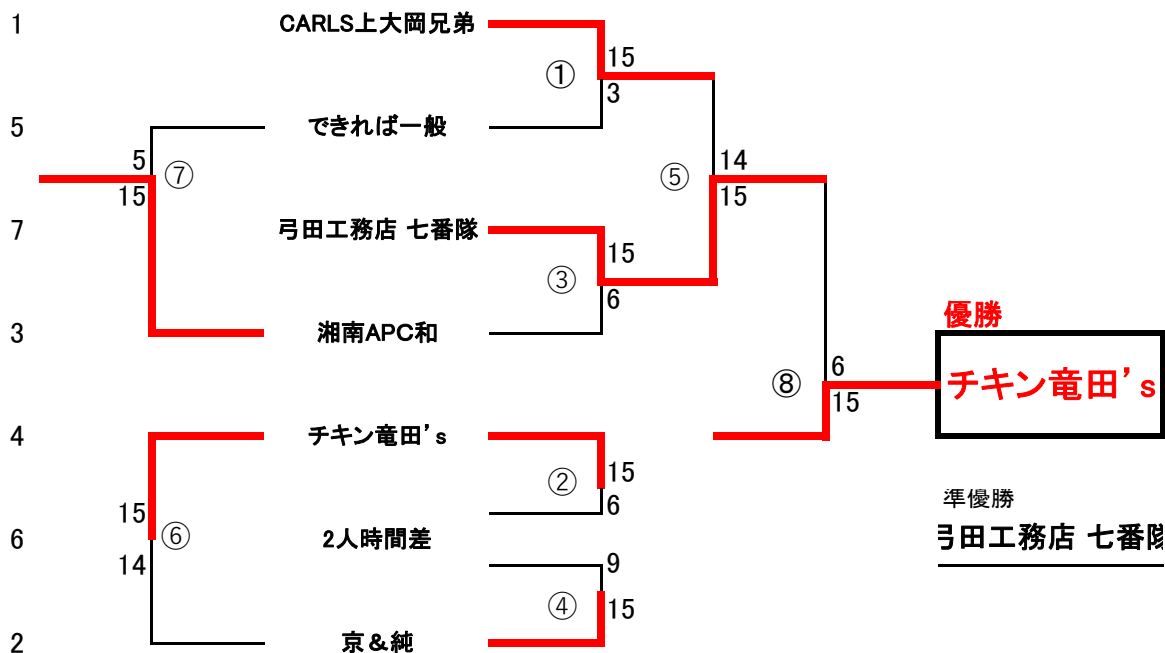 1 CARLS上大岡兄弟
15
①
3
5 できれば一般
5
⑦
15
14
⑤
15
7 弓田工務店 七番隊
15
③
6
3 湘南APC和
優勝
チキン竜田’s
6
⑧
15
4 チキン竜田’s
15
②
6
準優勝
弓田工務店 七番隊
15
⑥
14
6 2人時間差
9
④
15
2 京&純